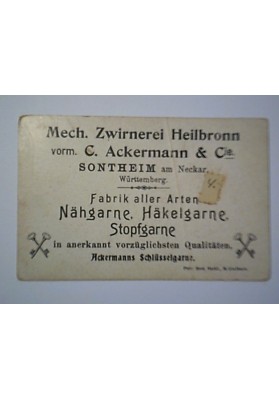 Mech. Zwirnerei Heilbronn
vorm. C. Ackermann & Cie.
SONTHEIM am Neckar,
Württemberg.
Fabrik aller Arten
Nähgarne, Häkelgarne,
Stopfgarne
in anerkannt vorzüglichsten Qualitäten.
Ackermanns Schlüsselgarne.